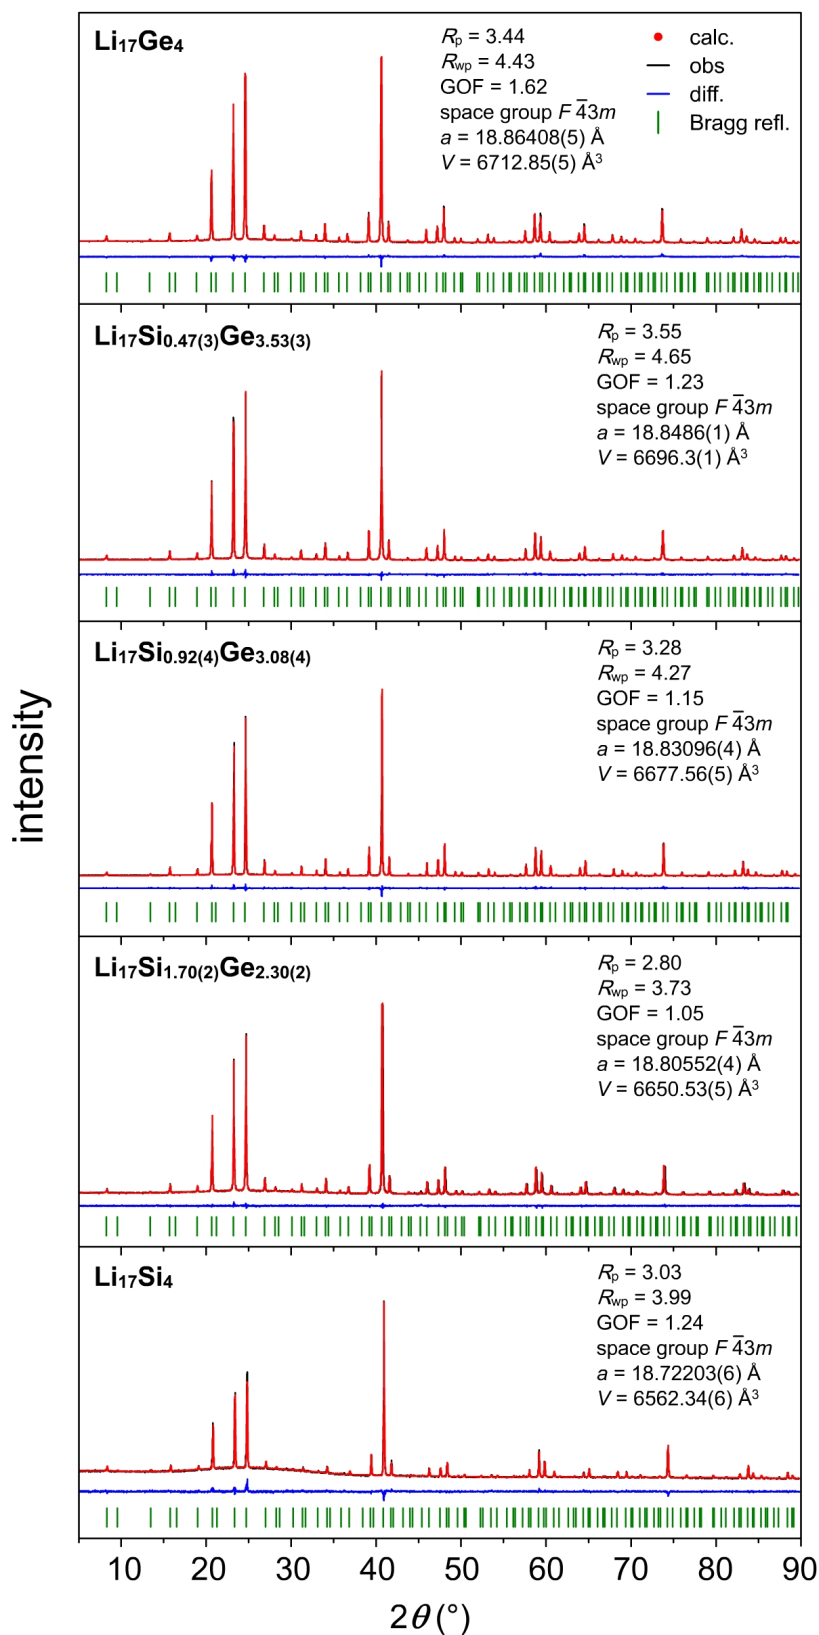 Li₁₇Ge₄
Rp = 3.44
Rwp = 4.43
GOF = 1.62
space group F 4̅3m
a = 18.86408(5) Å
V = 6712.85(5) Å³
calc.
obs
diff.
Bragg refl.
Li₁₇Si₀.₄₇₍₃₎Ge₃.₅₃₍₃₎
Rp = 3.55
Rwp = 4.65
GOF = 1.23
space group F 4̅3m
a = 18.8486(1) Å
V = 6696.3(1) Å³
Li₁₇Si₀.₉₂₍₄₎Ge₃.₀₈₍₄₎
Rp = 3.28
Rwp = 4.27
GOF = 1.15
space group F 4̅3m
a = 18.83096(4) Å
V = 6677.56(5) Å³
Li₁₇Si₁.₇₀₍₂₎Ge₂.₃₀₍₂₎
Rp = 2.80
Rwp = 3.73
GOF = 1.05
space group F 4̅3m
a = 18.80552(4) Å
V = 6650.53(5) Å³
Li₁₇Si₄
Rp = 3.03
Rwp = 3.99
GOF = 1.24
space group F 4̅3m
a = 18.72203(6) Å
V = 6562.34(6) Å³
intensity
10 20 30 40 50 60 70 80 90
2θ (°)